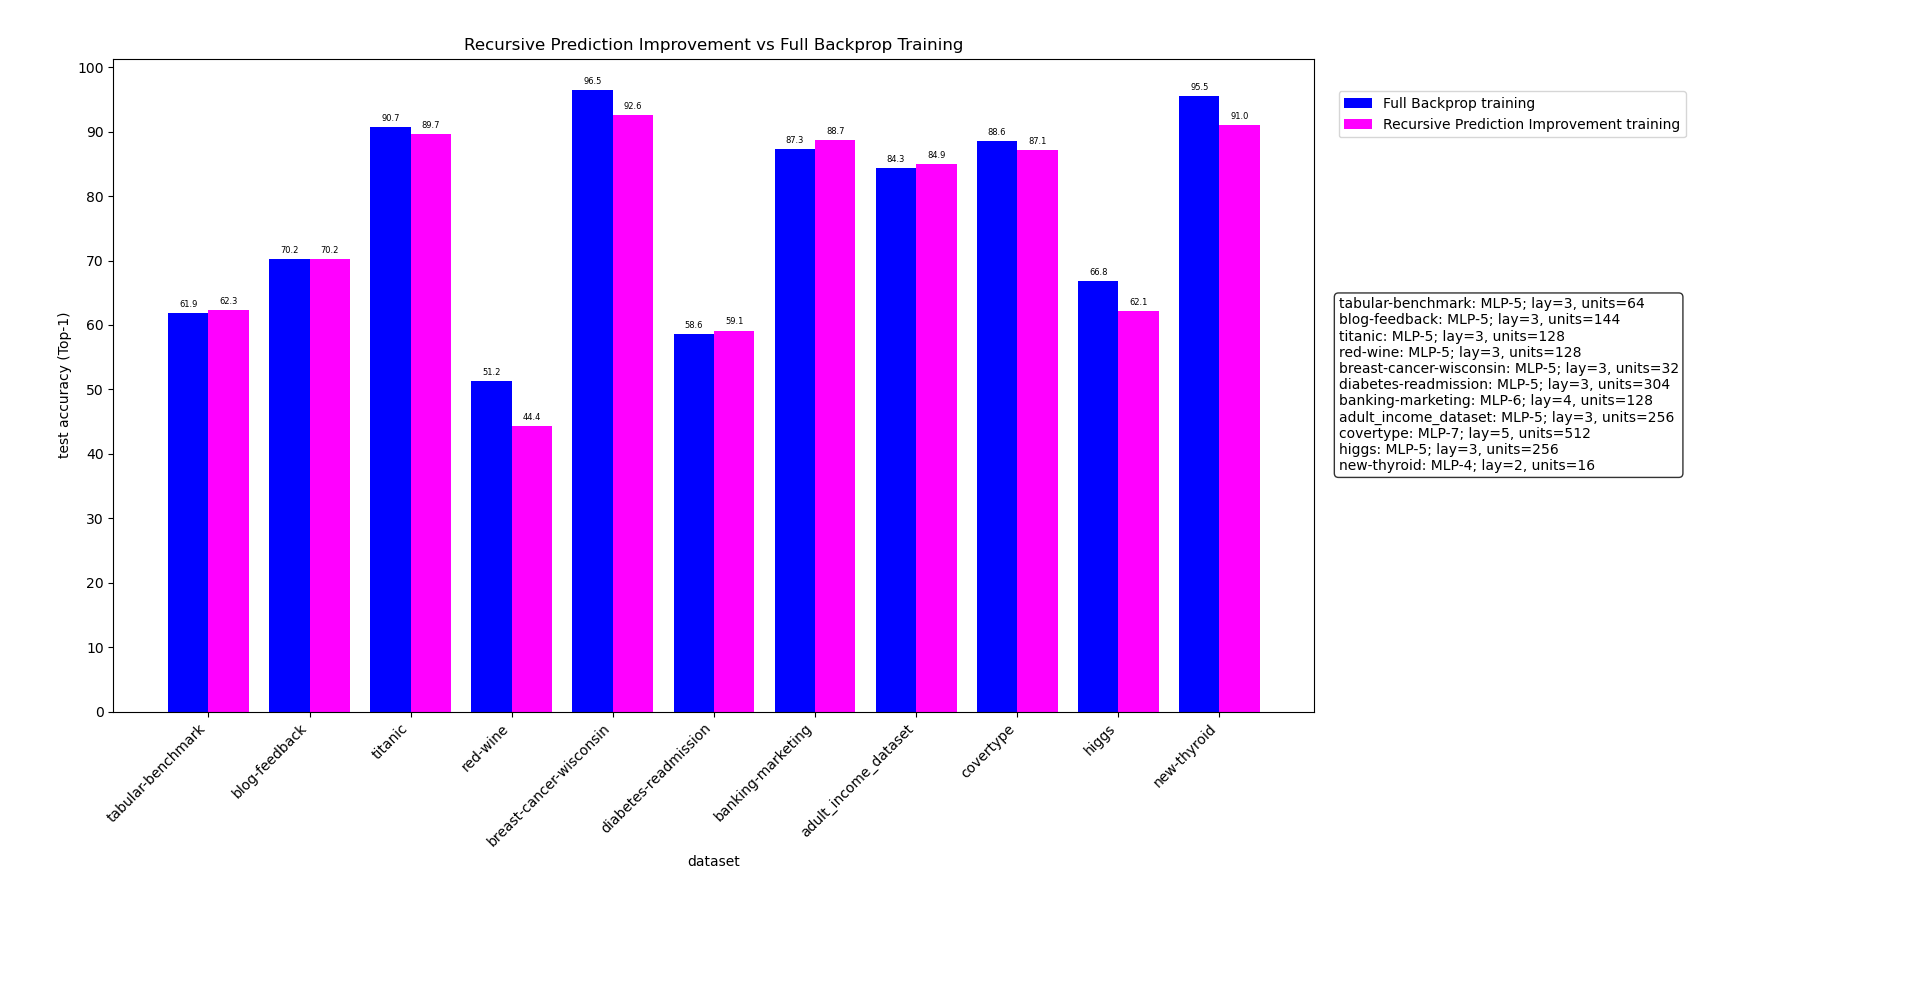 Recursive Prediction Improvement vs Full Backprop Training
test accuracy (Top-1)
100
90
80
70
60
50
40
30
20
10
0
61.9
62.3
70.2
70.2
90.7
89.7
51.2
44.4
96.5
92.6
58.6
59.1
87.3
88.7
84.3
84.9
88.6
87.1
66.8
62.1
95.5
91.0
tabular-benchmark
blog-feedback
titanic
red-wine
breast-cancer-wisconsin
diabetes-readmission
banking-marketing
adult_income_dataset
covertype
higgs
new-thyroid
dataset
Full Backprop training
Recursive Prediction Improvement training
tabular-benchmark: MLP-5; lay=3, units=64
blog-feedback: MLP-5; lay=3, units=144
titanic: MLP-5; lay=3, units=128
red-wine: MLP-5; lay=3, units=128
breast-cancer-wisconsin: MLP-5; lay=3, units=32
diabetes-readmission: MLP-5; lay=3, units=304
banking-marketing: MLP-6; lay=4, units=128
adult_income_dataset: MLP-5; lay=3, units=256
covertype: MLP-7; lay=5, units=512
higgs: MLP-5; lay=3, units=256
new-thyroid: MLP-4; lay=2, units=16